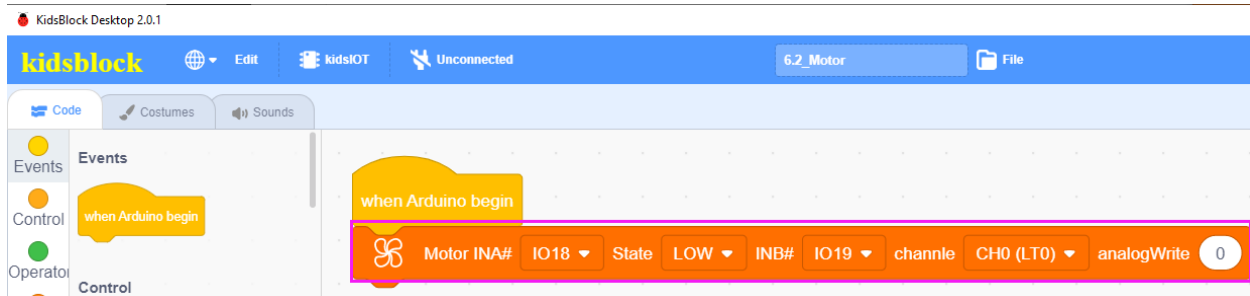 KidsBlock Desktop 2.0.1
kidsblock Edit kidsIOT Unconnected 6.2_Motor File
Code Costumes Sounds
Events
Events
when Arduino begin
Control
Operator
Control
when Arduino begin
Motor INA# IO18 State LOW INB# IO19 channle CH0 (LT0) analogWrite 0